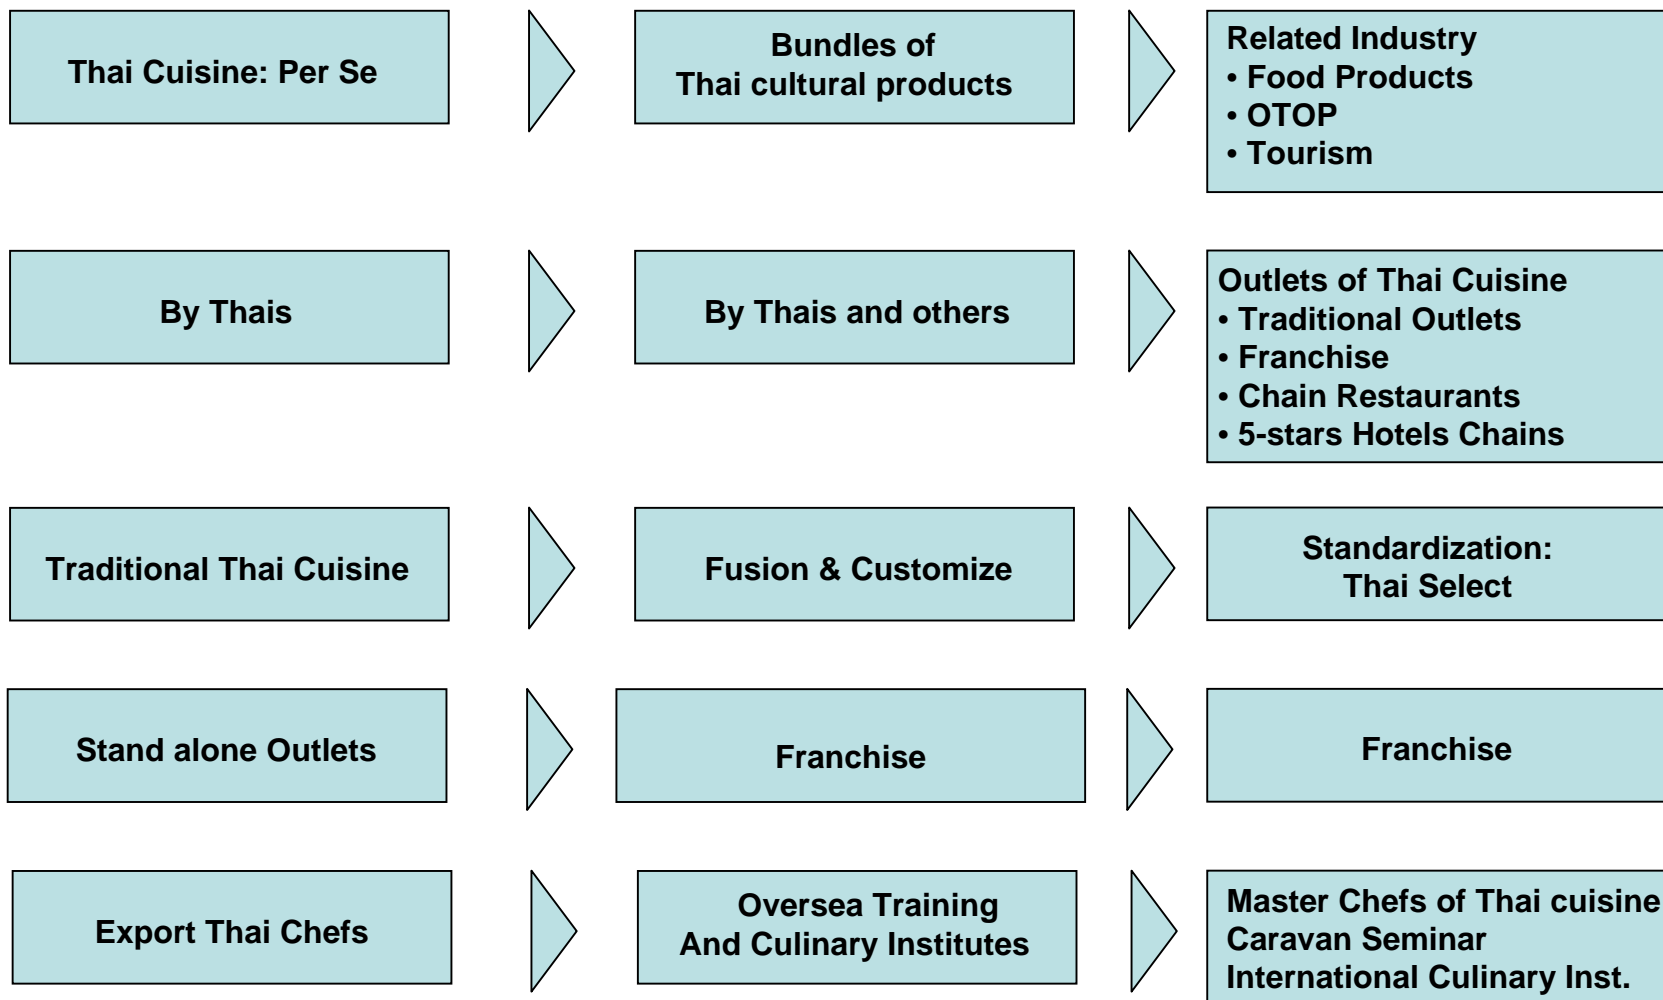 Thai Cuisine: Per Se
Bundles of
Thai cultural products
Related Industry
• Food Products
• OTOP
• Tourism
By Thais
By Thais and others
Outlets of Thai Cuisine
• Traditional Outlets
• Franchise
• Chain Restaurants
• 5-stars Hotels Chains
Traditional Thai Cuisine
Fusion & Customize
Standardization:
Thai Select
Stand alone Outlets
Franchise
Franchise
Export Thai Chefs
Oversea Training
And Culinary Institutes
Master Chefs of Thai cuisine
Caravan Seminar
International Culinary Inst.